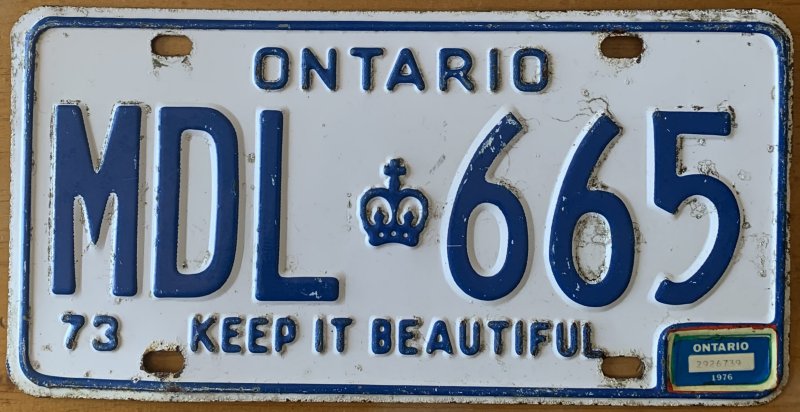 ONTARIO
MDL 665
73 KEEP IT BEAUTIFUL
ONTARIO
2926739
1976